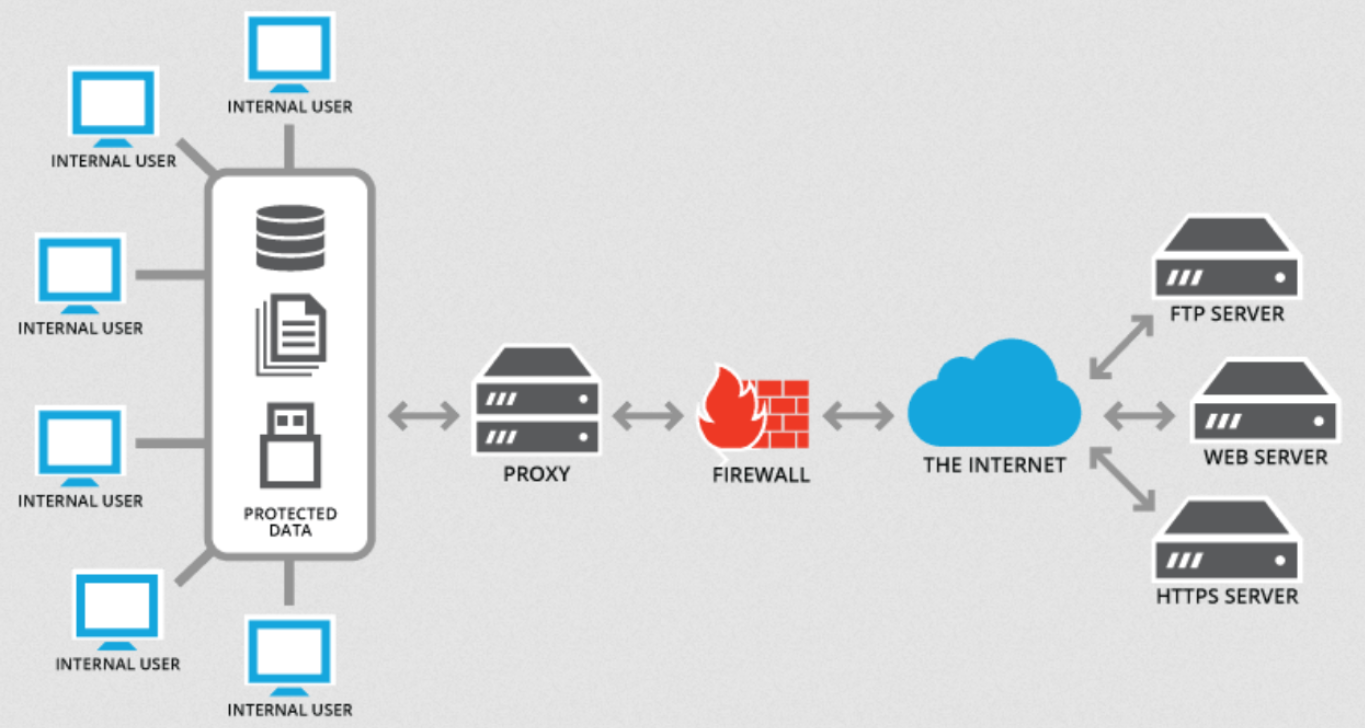 INTERNAL USER
INTERNAL USER
INTERNAL USER
INTERNAL USER
INTERNAL USER
INTERNAL USER
PROTECTED
DATA
PROXY
FIREWALL
THE INTERNET
FTP SERVER
WEB SERVER
HTTPS SERVER